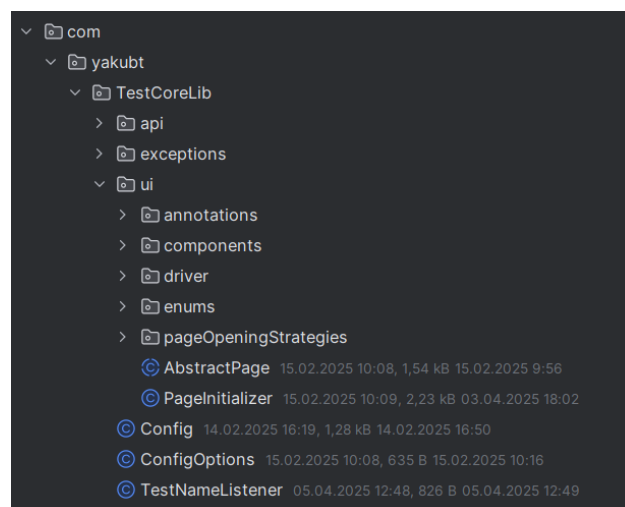 com
yakubt
TestCoreLib
api
exceptions
ui
annotations
components
driver
enums
pageOpeningStrategies
AbstractPage 15.02.2025 10:08, 1,54 kB 15.02.2025 9:56
PageInitializer 15.02.2025 10:09, 2,23 kB 03.04.2025 18:02
Config 14.02.2025 16:19, 1,28 kB 14.02.2025 16:50
ConfigOptions 15.02.2025 10:08, 635 B 15.02.2025 10:16
TestNameListener 05.04.2025 12:48, 826 B 05.04.2025 12:49